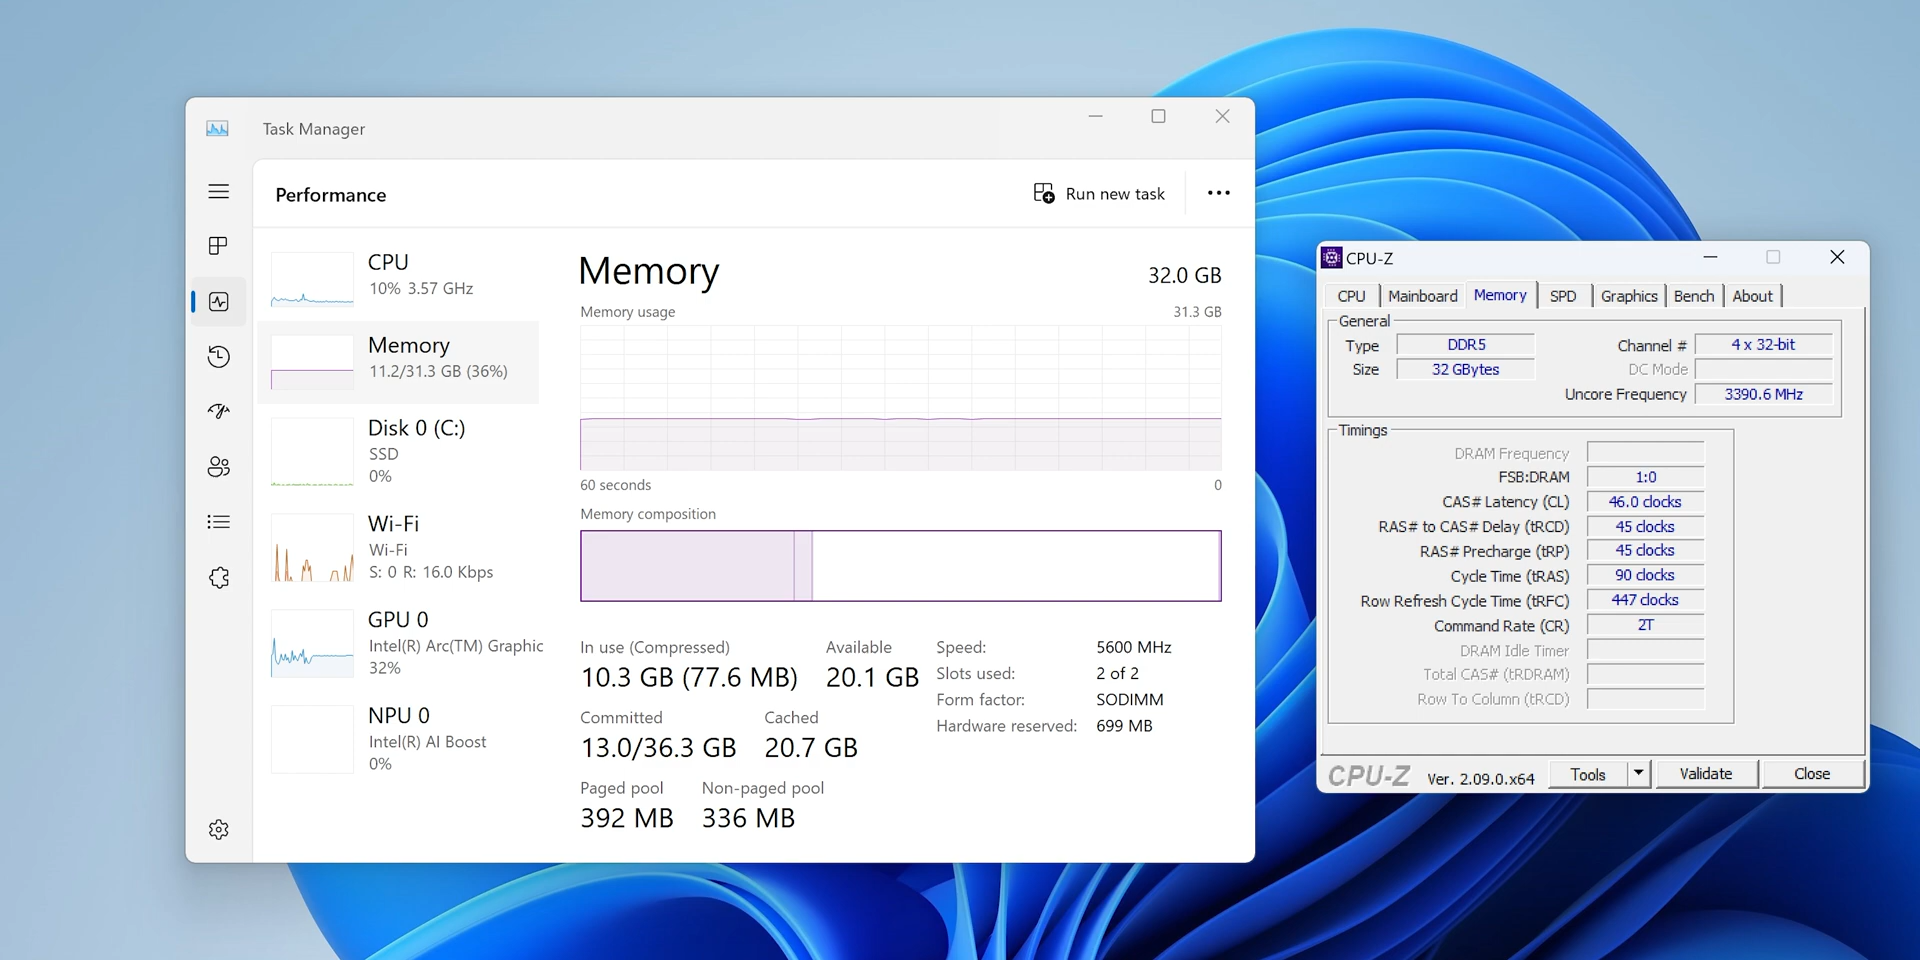 Task Manager
Performance
Run new task
CPU
10% 3.57 GHz
Memory
11.2/31.3 GB (36%)
Disk 0 (C:)
SSD
0%
Wi-Fi
Wi-Fi
S: 0 R: 16.0 Kbps
GPU 0
Intel(R) Arc(TM) Graphic
32%
NPU 0
Intel(R) AI Boost
0%
Memory
32.0 GB
Memory usage
31.3 GB
60 seconds
0
Memory composition
In use (Compressed)
10.3 GB (77.6 MB)
Available
20.1 GB
Committed
13.0/36.3 GB
Cached
20.7 GB
Paged pool
392 MB
Non-paged pool
336 MB
Speed: 5600 MHz
Slots used: 2 of 2
Form factor: SODIMM
Hardware reserved: 699 MB
CPU-Z
CPU Mainboard Memory SPD Graphics Bench About
General
Type DDR5
Channel # 4 x 32-bit
Size 32 GBytes
DC Mode
Uncore Frequency 3390.6 MHz
Timings
DRAM Frequency
FSB:DRAM 1:0
CAS# Latency (CL) 46.0 clocks
RAS# to CAS# Delay (tRCD) 45 clocks
RAS# Precharge (tRP) 45 clocks
Cycle Time (tRAS) 90 clocks
Row Refresh Cycle Time (tRFC) 447 clocks
Command Rate (CR) 2T
DRAM Idle Timer
Total CAS# (tRDRAM)
Row To Column (tRCD)
CPU-Z Ver. 2.09.0.x64 Tools Validate Close